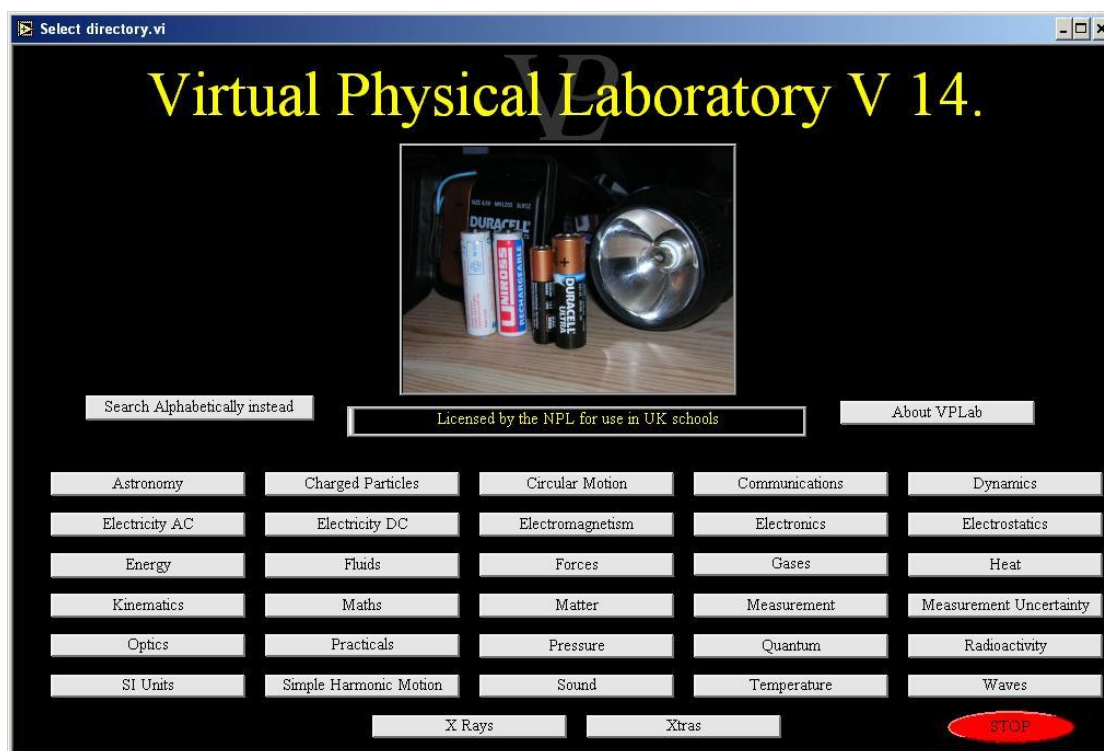 Select directory.vi
Virtual Physical Laboratory V 14.
VPL
DURACELL
UNIROSS
RECHARGEABLE
DURACELL
ULTRA
Search Alphabetically instead
Licensed by the NPL for use in UK schools
About VPLab
Astronomy Charged Particles Circular Motion Communications Dynamics
Electricity AC Electricity DC Electromagnetism Electronics Electrostatics
Energy Fluids Forces Gases Heat
Kinematics Maths Matter Measurement Measurement Uncertainty
Optics Practicals Pressure Quantum Radioactivity
SI Units Simple Harmonic Motion Sound Temperature Waves
X Rays Xtras STOP